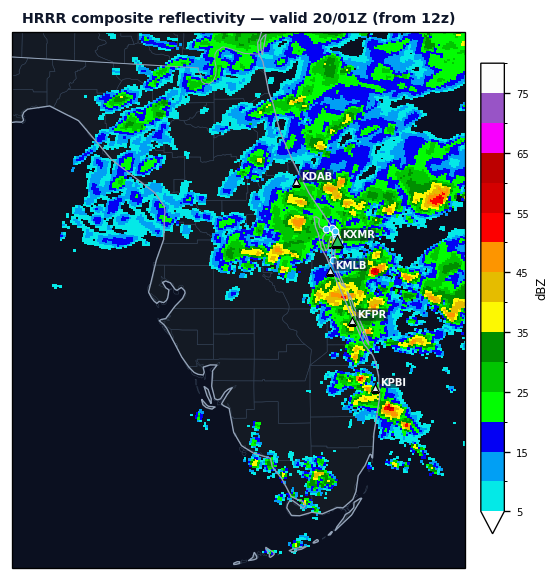 HRRR composite reflectivity — valid 20/01Z (from 12z)
KDAB
KXMR
KMLB
KFPR
KPBI
75
65
55
45
35
25
15
5
dBZ